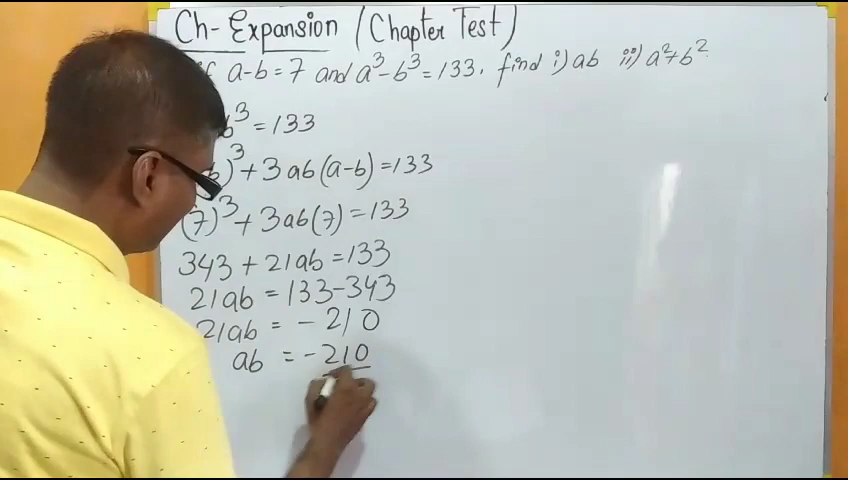 Ch- Expansion (Chapter Test)
f a-b=7 and a³-b³=133. find i) ab ii) a²+b².
b³ = 133
)³+3ab(a-b)=133
(7)³+3ab(7)=133
343+21ab=133
21ab = 133-343
21ab = -210
ab = -210